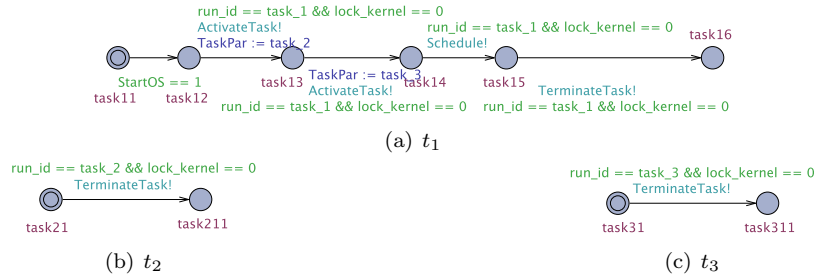 run_id == task_1 && lock_kernel == 0
ActivateTask!
TaskPar := task_2
run_id == task_1 && lock_kernel == 0
Schedule!
task16
StartOS == 1
task11
task12
task13
TaskPar := task_3
ActivateTask!
run_id == task_1 && lock_kernel == 0
task14
task15
TerminateTask!
run_id == task_1 && lock_kernel == 0
(a) t1
run_id == task_2 && lock_kernel == 0
TerminateTask!
task21
task211
(b) t2
run_id == task_3 && lock_kernel == 0
TerminateTask!
task31
task311
(c) t3